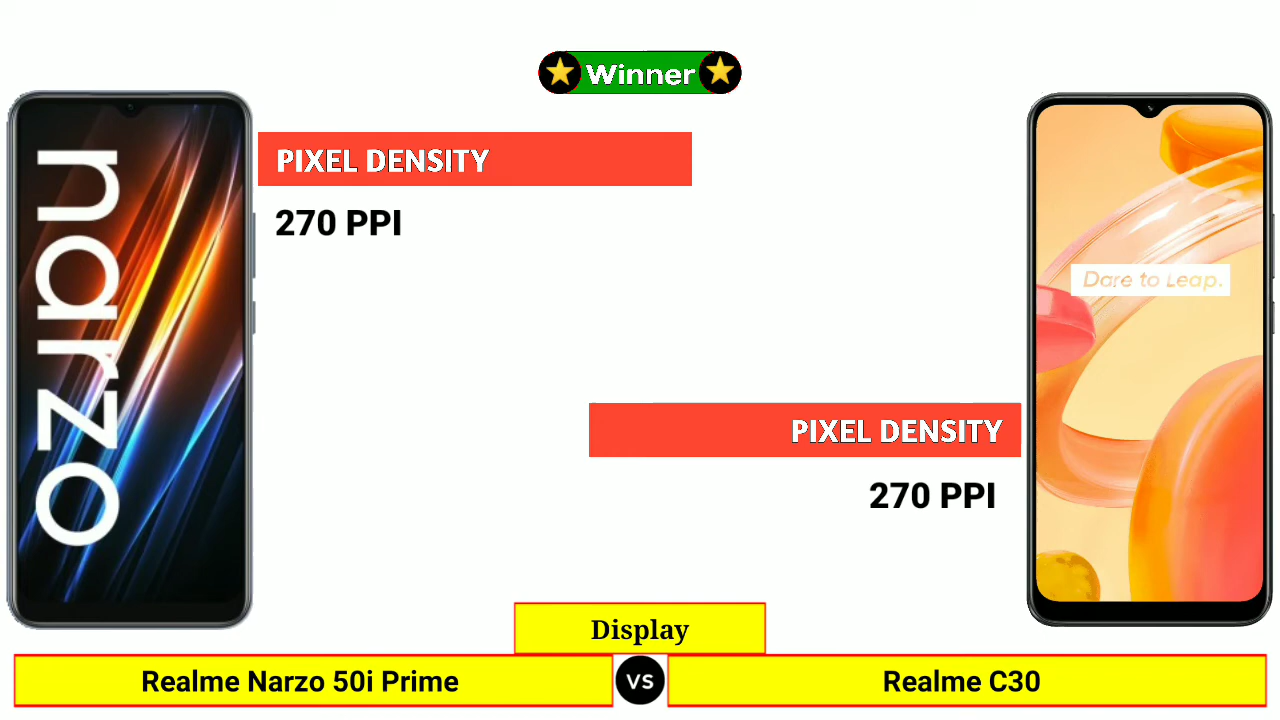 Winner
narzo
PIXEL DENSITY
270 PPI
Dare to Leap.
PIXEL DENSITY
270 PPI
Display
Realme Narzo 50i Prime
VS
Realme C30